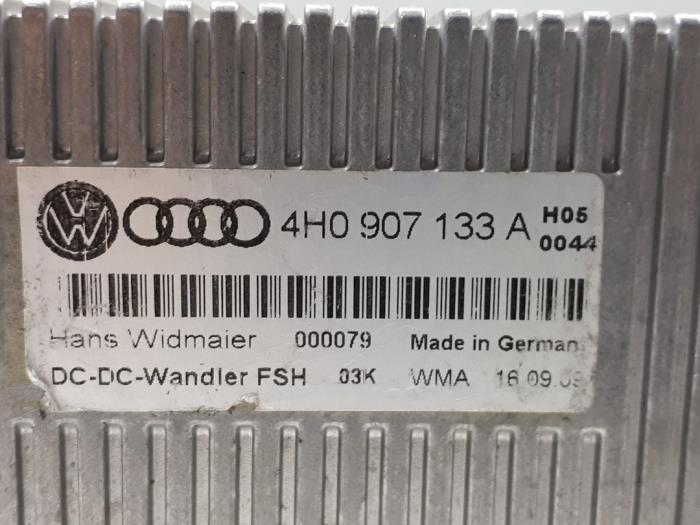 4H0 907 133 A H05
0044
Hans Widmaier 000079 Made in German
DC-DC-Wandler FSH 03K WMA 16.09.09